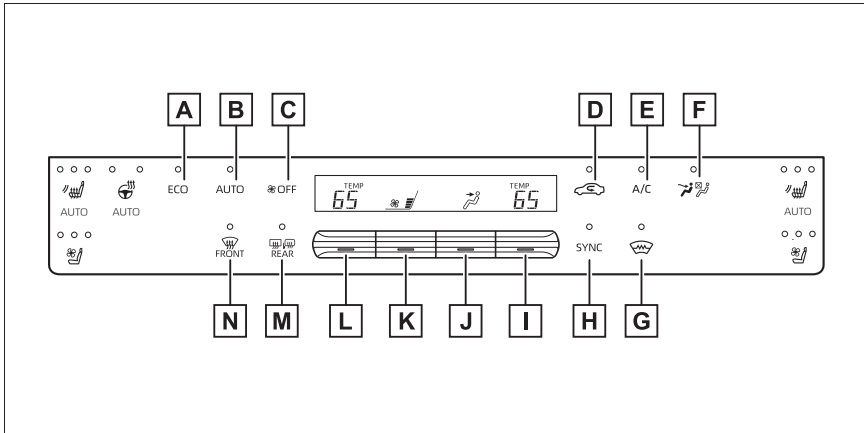 A B C D E F
ECO AUTO OFF A/C
TEMP TEMP
65 65
AUTO AUTO AUTO
FRONT REAR SYNC
N M L K J I H G